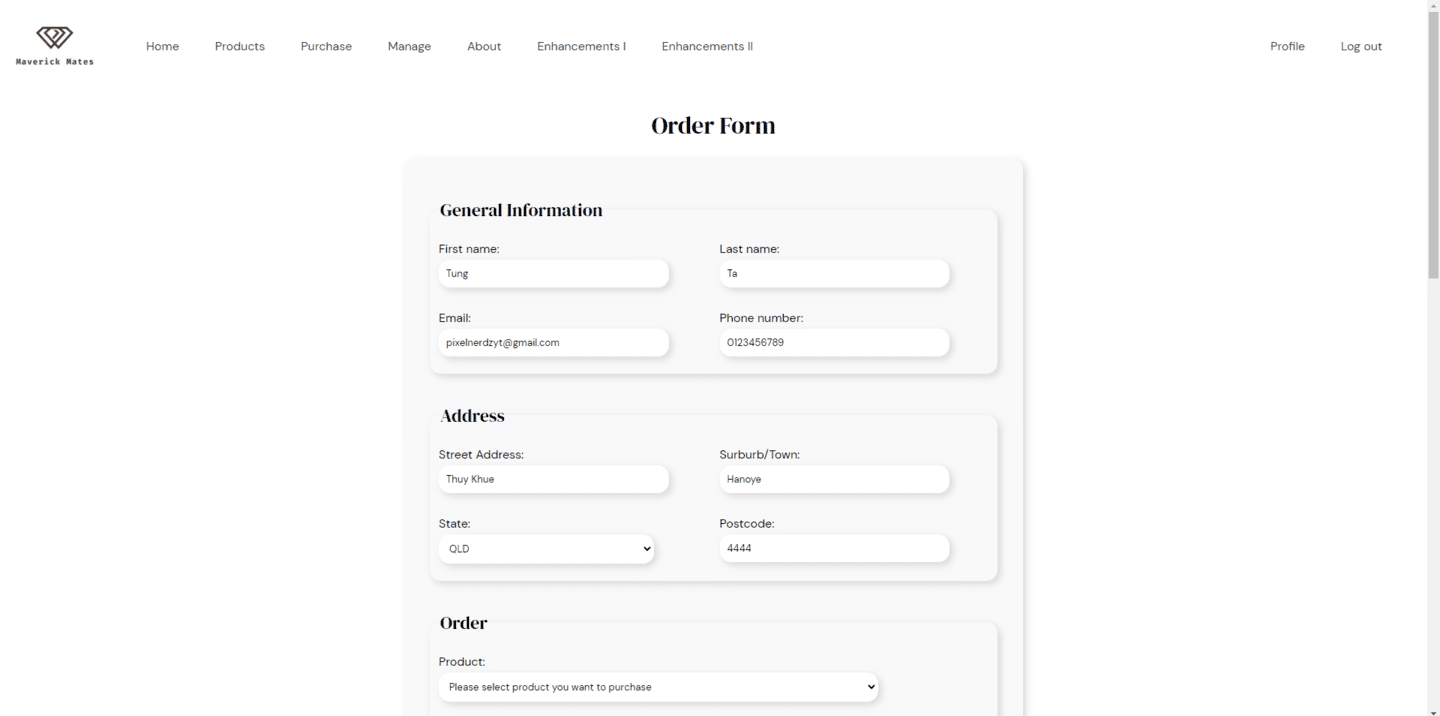 Maverick Mates
Home Products Purchase Manage About Enhancements I Enhancements II Profile Log out
Order Form
General Information
First name: Last name:
Tung Ta
Email: Phone number:
pixelnerdzyt@gmail.com 0123456789
Address
Street Address: Surburb/Town:
Thuy Khue Hanoye
State: Postcode:
QLD 4444
Order
Product:
Please select product you want to purchase